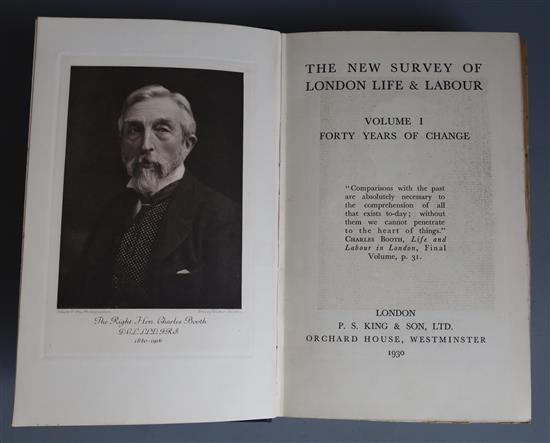 The Right Hon. Charles Booth
D.C.L., LL.D., F.R.S.
1840-1916
THE NEW SURVEY OF
LONDON LIFE & LABOUR
VOLUME I
FORTY YEARS OF CHANGE
"Comparisons with the past
are absolutely necessary to
the comprehension of all
that exists to-day; without
them we cannot penetrate
to the heart of things."
CHARLES BOOTH, Life and
Labour in London, Final
Volume, p. 31.
LONDON
P. S. KING & SON, LTD.
ORCHARD HOUSE, WESTMINSTER
1930